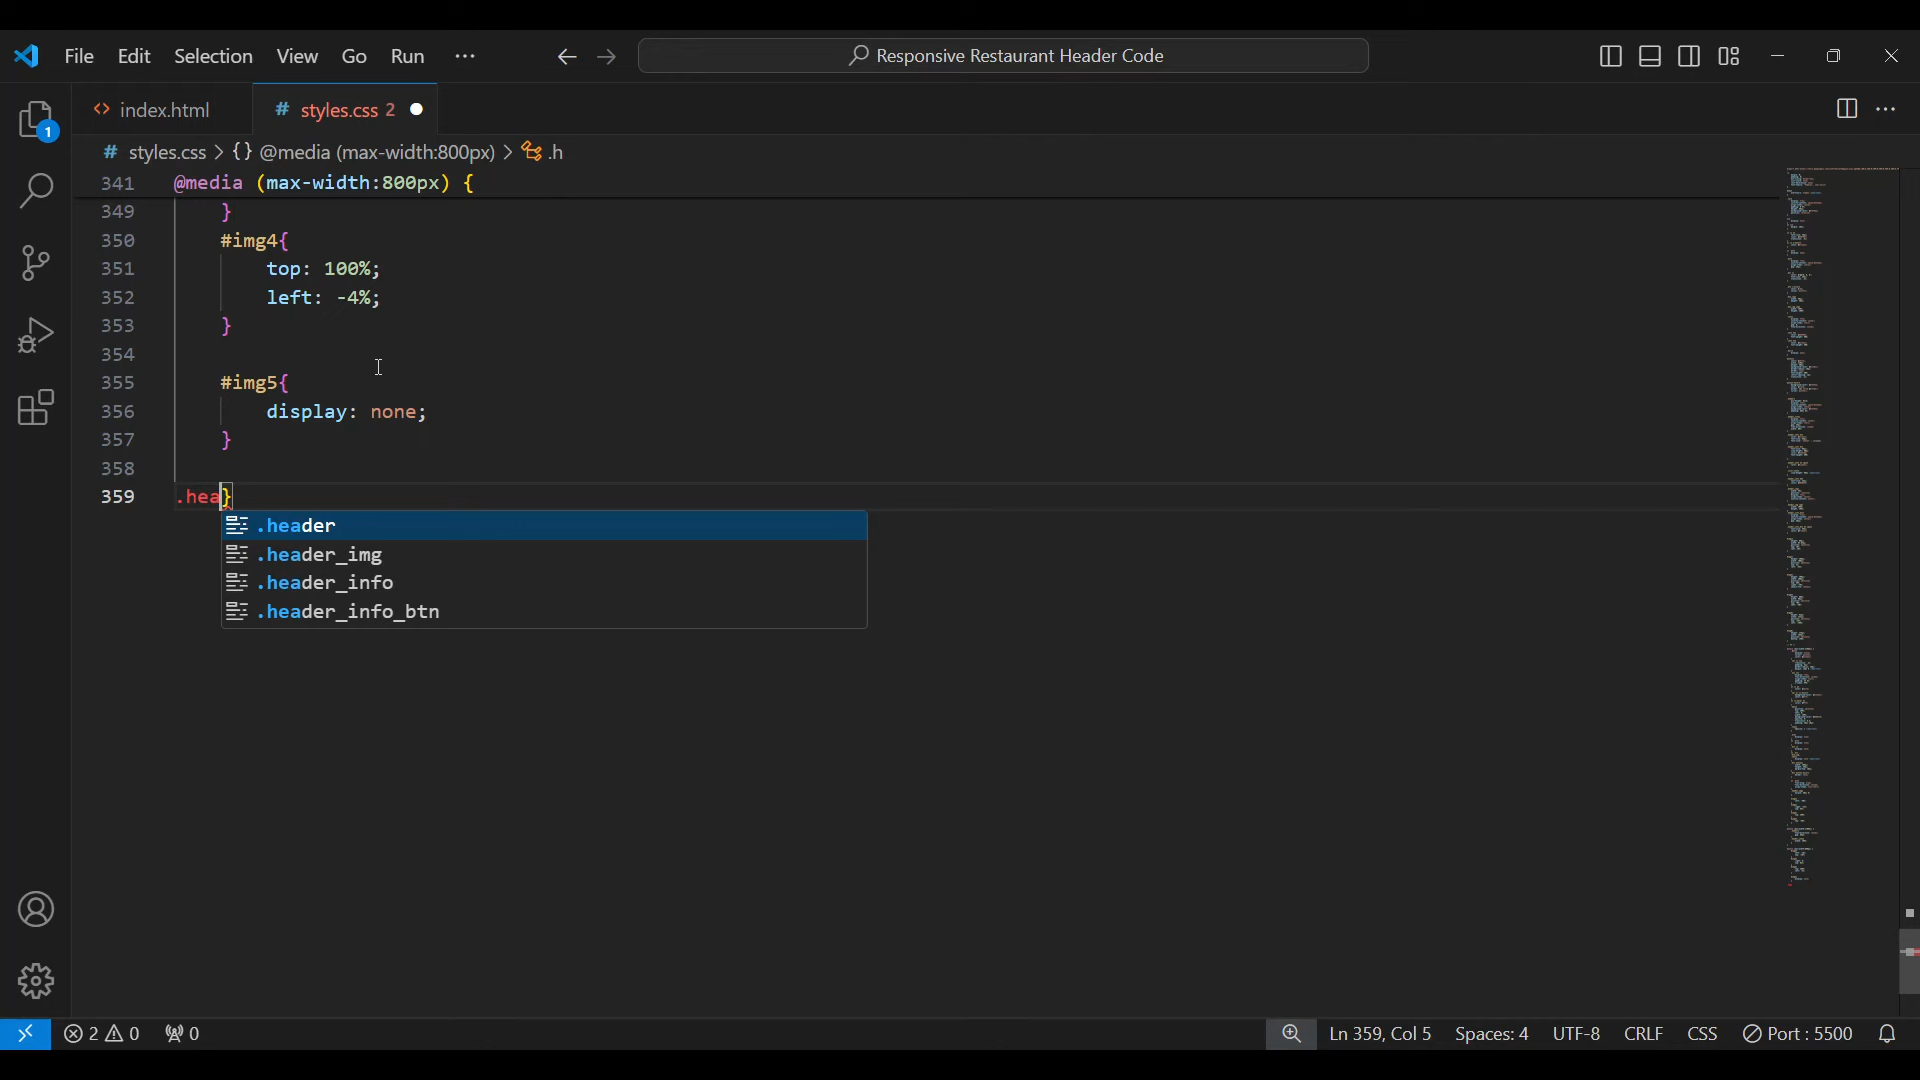 File Edit Selection View Go Run ... Responsive Restaurant Header Code
index.html # styles.css 2
# styles.css > {} @media (max-width:800px) > .h
341 @media (max-width:800px) {
349 }
350 #img4{
351 top: 100%;
352 left: -4%;
353 }
354
355 #img5{
356 display: none;
357 }
358
359 .hea}
.header
.header_img
.header_info
.header_info_btn
1
2 0 0 Ln 359, Col 5 Spaces: 4 UTF-8 CRLF CSS Port : 5500